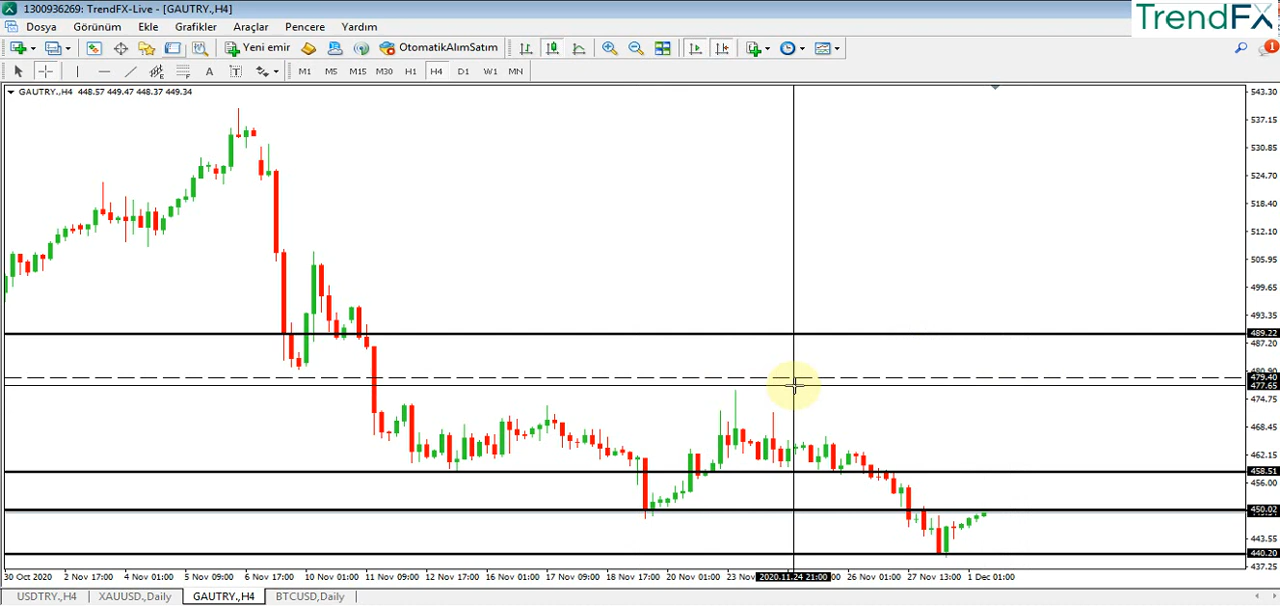 1300936269: TrendFX-Live - [GAUTRY.,H4]
TrendFX
Dosya Görünüm Ekle Grafikler Araçlar Pencere Yardım
Yeni emir OtomatikAlımSatım 1
A T M1 M5 M15 M30 H1 H4 D1 W1 MN
GAUTRY.,H4 448.57 449.47 448.37 449.34
543.30
537.15
530.85
524.70
518.40
512.10
505.95
499.65
493.35
489.22
487.20
479.40
477.65
474.75
468.45
462.15
458.51
456.00
450.02
443.55
440.20
437.25
30 Oct 2020 2 Nov 17:00 4 Nov 01:00 5 Nov 09:00 6 Nov 17:00 10 Nov 01:00 11 Nov 09:00 12 Nov 17:00 16 Nov 01:00 17 Nov 09:00 18 Nov 17:00 20 Nov 01:00 23 Nov 2020.11.24 21:00 26 Nov 01:00 27 Nov 13:00 1 Dec 01:00
USDTRY.,H4 XAUUSD.,Daily GAUTRY.,H4 BTCUSD,Daily